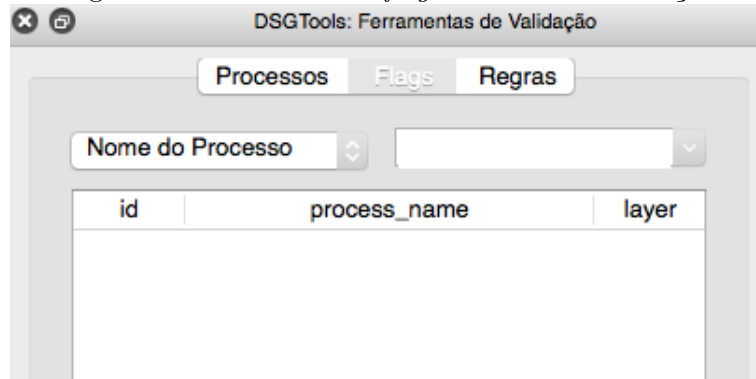 DSGTools: Ferramentas de Validação
Processos Flags Regras
Nome do Processo
id process_name layer